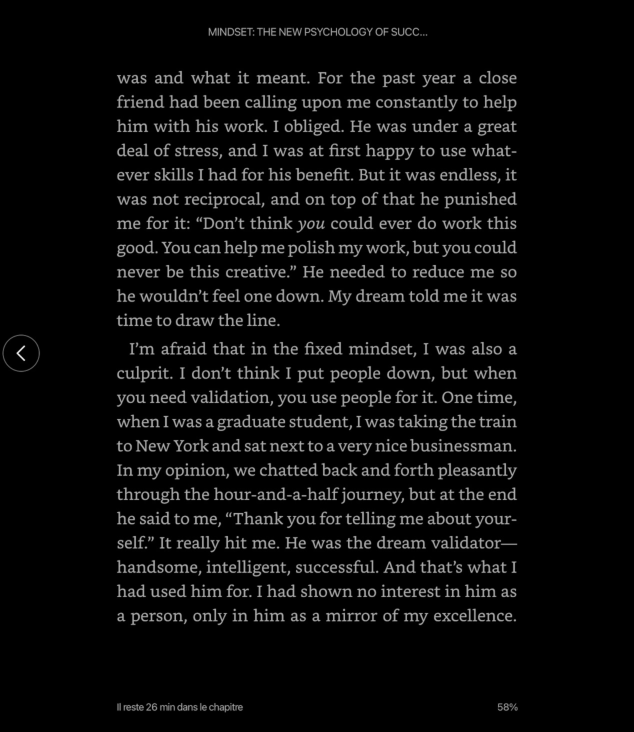 MINDSET: THE NEW PSYCHOLOGY OF SUCC...
was and what it meant. For the past year a close
friend had been calling upon me constantly to help
him with his work. I obliged. He was under a great
deal of stress, and I was at first happy to use what-
ever skills I had for his benefit. But it was endless, it
was not reciprocal, and on top of that he punished
me for it: “Don’t think you could ever do work this
good. You can help me polish my work, but you could
never be this creative.” He needed to reduce me so
he wouldn’t feel one down. My dream told me it was
time to draw the line.
I’m afraid that in the fixed mindset, I was also a
culprit. I don’t think I put people down, but when
you need validation, you use people for it. One time,
when I was a graduate student, I was taking the train
to New York and sat next to a very nice businessman.
In my opinion, we chatted back and forth pleasantly
through the hour-and-a-half journey, but at the end
he said to me, “Thank you for telling me about your-
self.” It really hit me. He was the dream validator—
handsome, intelligent, successful. And that’s what I
had used him for. I had shown no interest in him as
a person, only in him as a mirror of my excellence.
Il reste 26 min dans le chapitre 58%